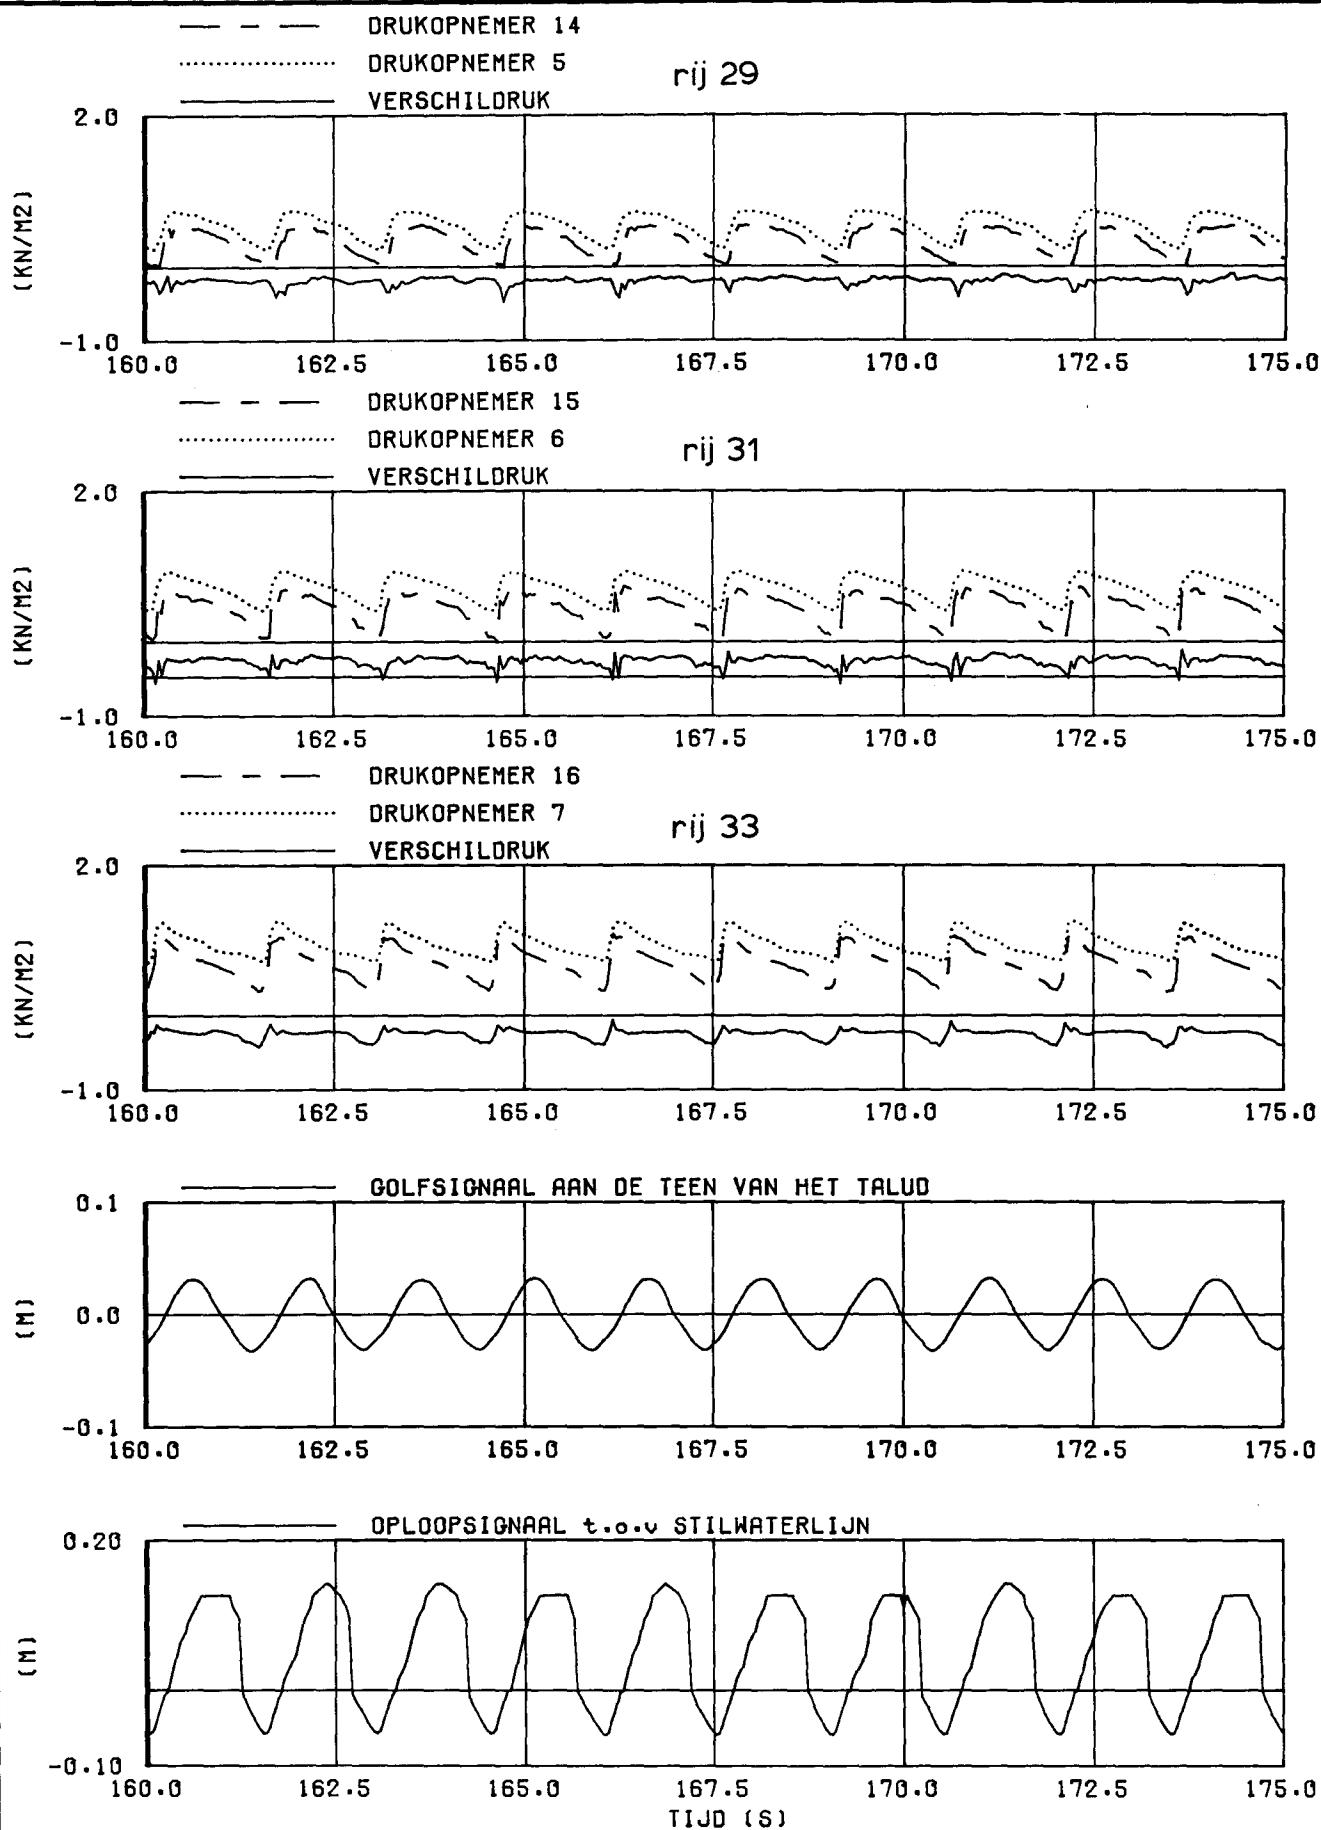 DRUKOPNEMER 14
DRUKOPNEMER 5
rij 29
VERSCHILDRUK
2.0
(KN/M2)
-1.0
160.0 162.5 165.0 167.5 170.0 172.5 175.0
DRUKOPNEMER 15
DRUKOPNEMER 6
rij 31
VERSCHILDRUK
2.0
(KN/M2)
-1.0
160.0 162.5 165.0 167.5 170.0 172.5 175.0
DRUKOPNEMER 16
DRUKOPNEMER 7
rij 33
VERSCHILDRUK
2.0
(KN/M2)
-1.0
160.0 162.5 165.0 167.5 170.0 172.5 175.0
GOLFSIGNAAL AAN DE TEEN VAN HET TALUD
0.1
(M)
0.0
-0.1
160.0 162.5 165.0 167.5 170.0 172.5 175.0
OPLOOPSIGNAAL t.o.v STILWATERLIJN
0.20
(M)
-0.10
160.0 162.5 165.0 167.5 170.0 172.5 175.0
TIJD (S)